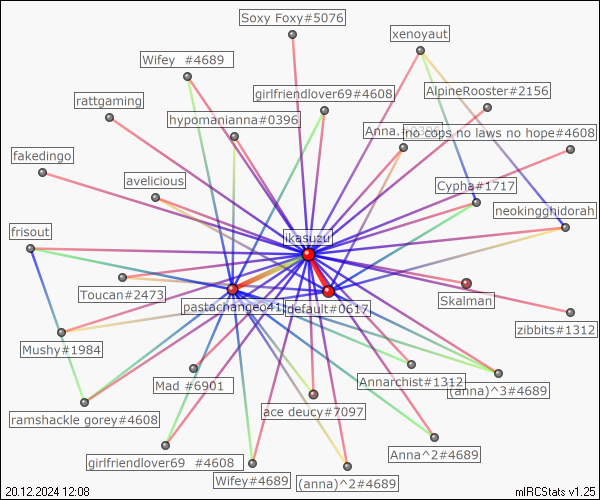 Soxy Foxy#5076
xenoyaut
Wifey #4689
girlfriendlover69#4608
AlpineRooster#2156
rattgaming
hypomanianna#0396
Anna.
no cops no laws no hope#4608
fakedingo
avelicious
Cypha#1717
neokingghidorah
frisout
ikasuzu
Toucan#2473
pastachangeo41
default#0617
Skalman
zibbits#1312
Mushy#1984
Mad #6901
Annarchist#1312
(anna)^3#4689
ramshackle gorey#4608
ace deucy#7097
girlfriendlover69 #4608
Wifey#4689
(anna)^2#4689
Anna^2#4689
20.12.2024 12:08
mIRCStats v1.25